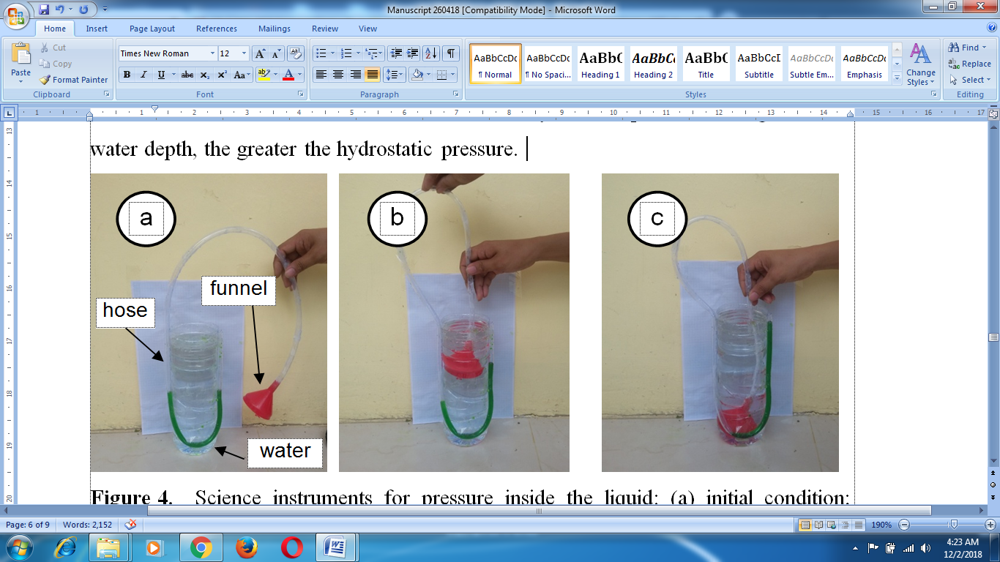 Manuscript 260418 [Compatibility Mode] - Microsoft Word
Home Insert Page Layout References Mailings Review View
Paste
Cut
Copy
Format Painter
Clipboard
Times New Roman 12
B I U abc x₂ x² Aa ab A
Font
Paragraph
AaBbCcDc AaBbCcDc AaBbC AaBbCc AaBbC AaBbCcI AaBbCcDc AaBbCcDc
¶ Normal ¶ No Spaci... Heading 1 Heading 2 Title Subtitle Subtle Em... Emphasis
Change Styles
Styles
Find
Replace
Select
Editing
1 1 2 3 4 5 6 7 8 9 10 11 12 13 14 15 16 17
13
14
15
16
17
18
19
20
water depth, the greater the hydrostatic pressure.
a
b
c
funnel
hose
water
Figure 4. Science instruments for pressure inside the liquid: (a) initial condition;
Page: 6 of 9 Words: 2,152 190%
4:23 AM
12/2/2018